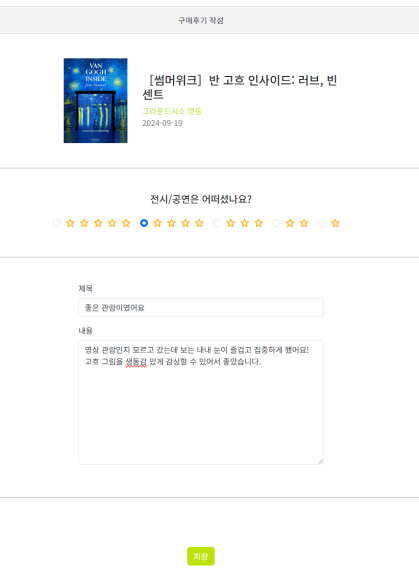 구매후기 작성
VAN
GOGH
INSIDE
[썸머위크] 반 고흐 인사이드: 러브, 빈
센트
그라운드시소 명동
2024-09-19
전시/공연은 어떠셨나요?
☆☆☆☆☆ ☆☆☆☆ ☆☆☆ ☆☆ ☆
제목
좋은 관람이였어요
내용
영상 관람인지 모르고 갔는데 보는 내내 눈이 즐겁고 집중하게 됐어요!
고흐 그림을 생동감 있게 감상할 수 있어서 좋았습니다.
저장